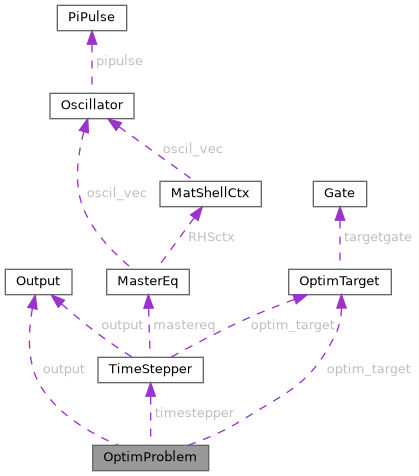 PiPulse
pipulse
Oscillator
oscil_vec
oscil_vec
MatShellCtx
Gate
RHSctx
targetgate
Output
MasterEq
OptimTarget
output
mastereq
optim_target
TimeStepper
output
optim_target
timestepper
OptimProblem